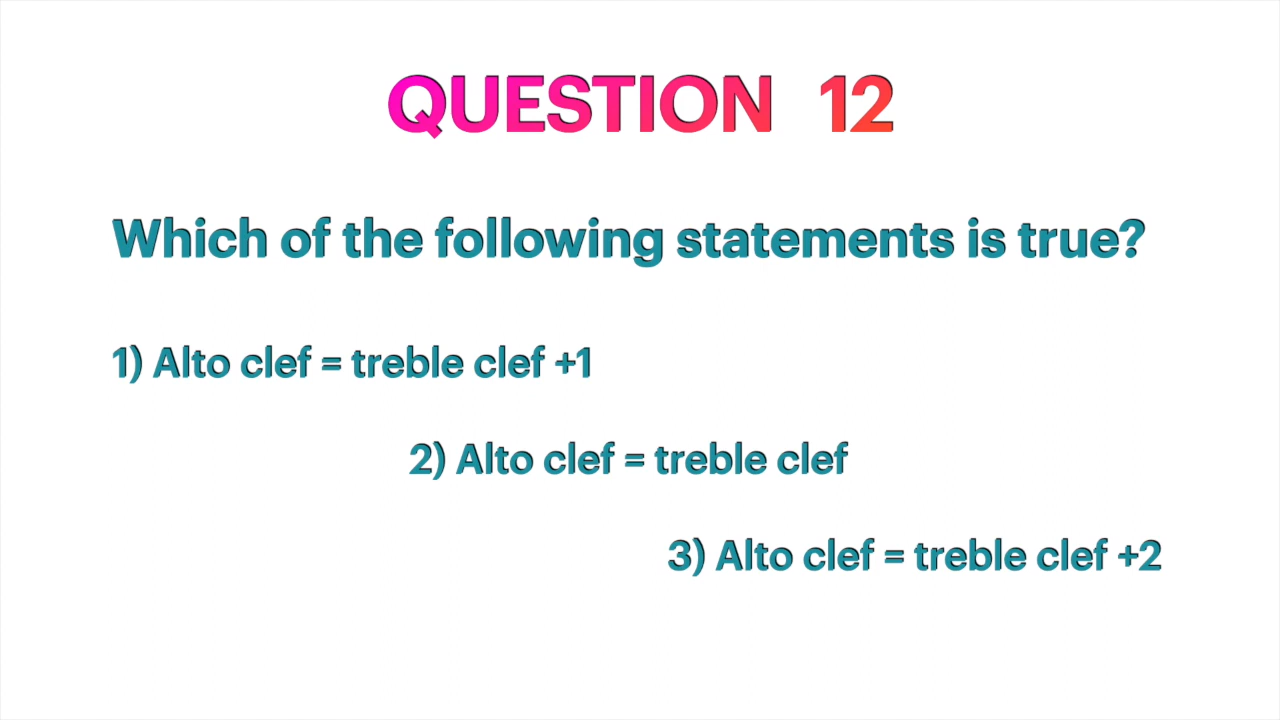 QUESTION 12
Which of the following statements is true?
1) Alto clef = treble clef +1
2) Alto clef = treble clef
3) Alto clef = treble clef +2